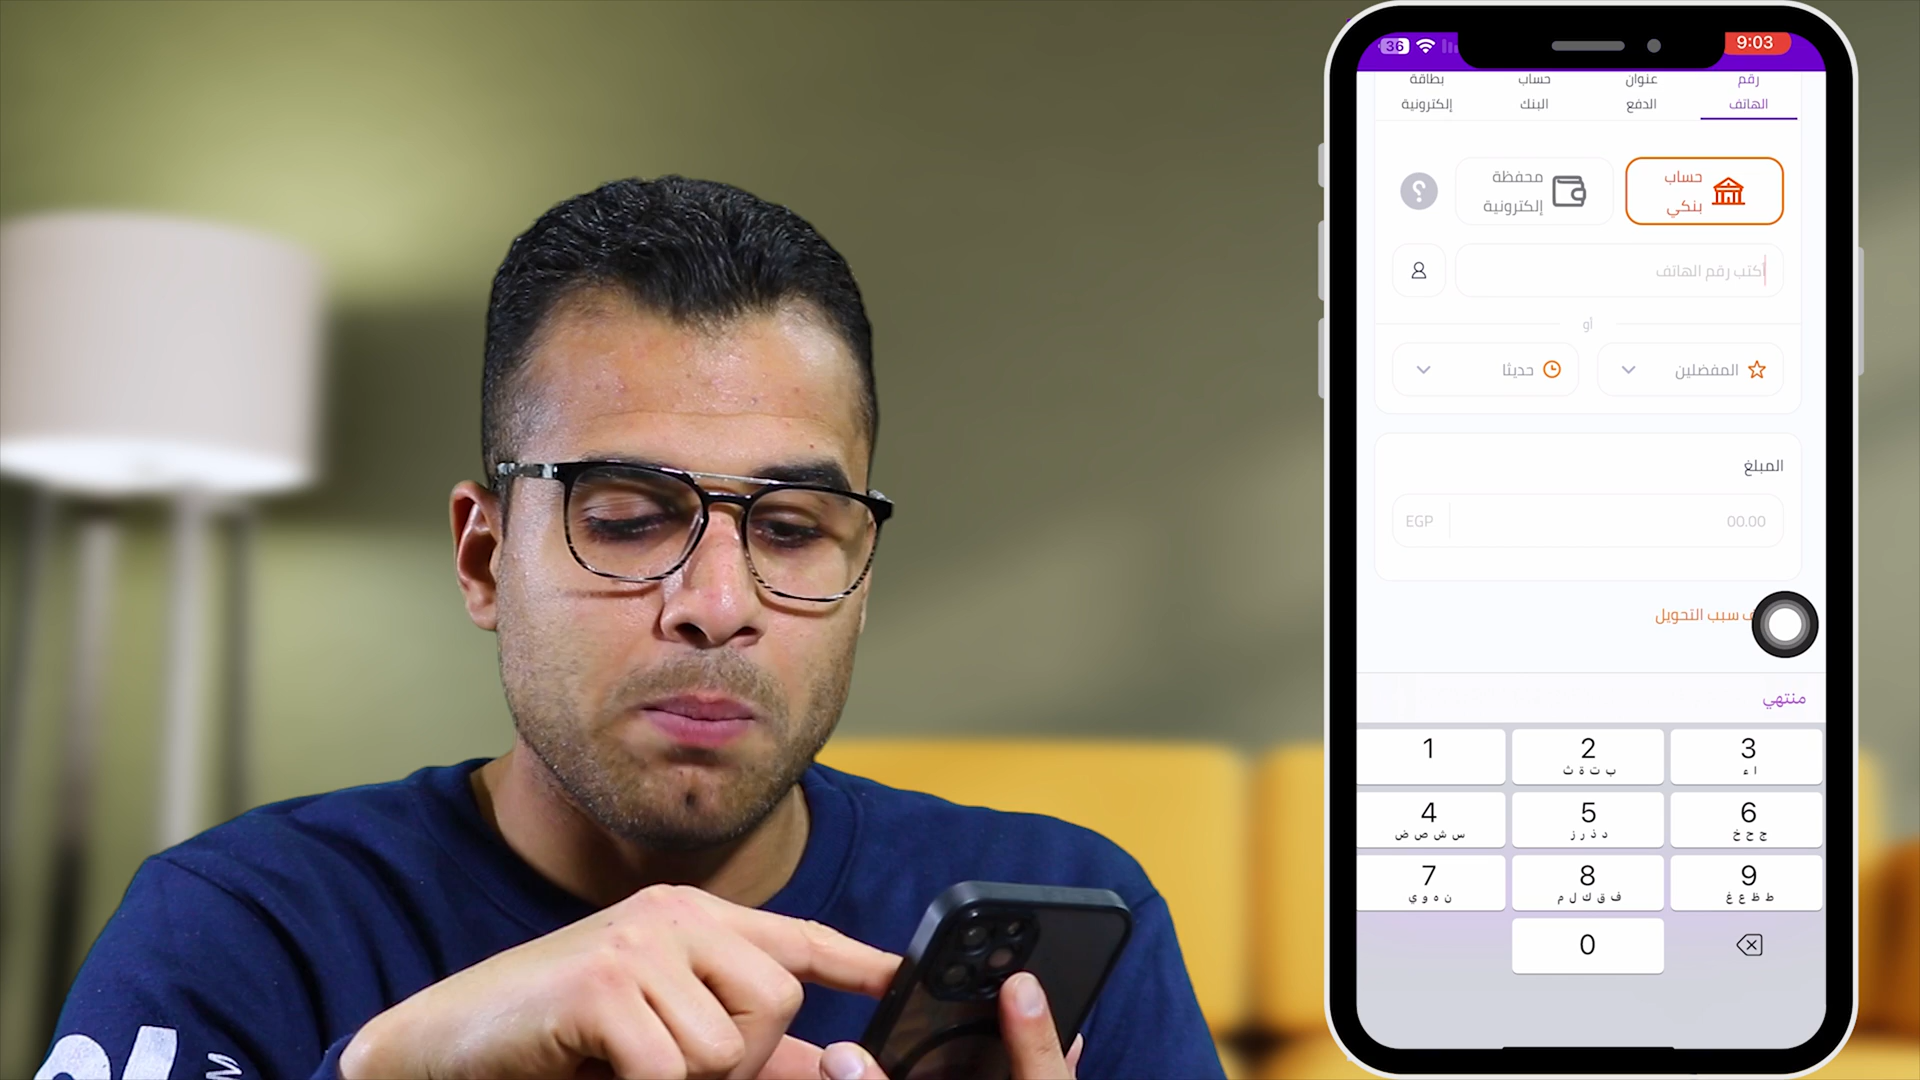 36
9:03
رقم
الهاتف
عنوان
الدفع
حساب
البنك
بطاقة
إلكترونية
حساب
بنكي
محفظة
إلكترونية
?
أكتب رقم الهاتف
أو
المفضلين
حديثا
المبلغ
EGP
00.00
سبب التحويل
منتهي
1
2
ب ت ة ث
3
ا ء
4
س ش ص ض
5
د ذ ر ز
6
ج ح خ
7
ن ه و ي
8
ف ق ك ل م
9
ط ظ ع غ
0